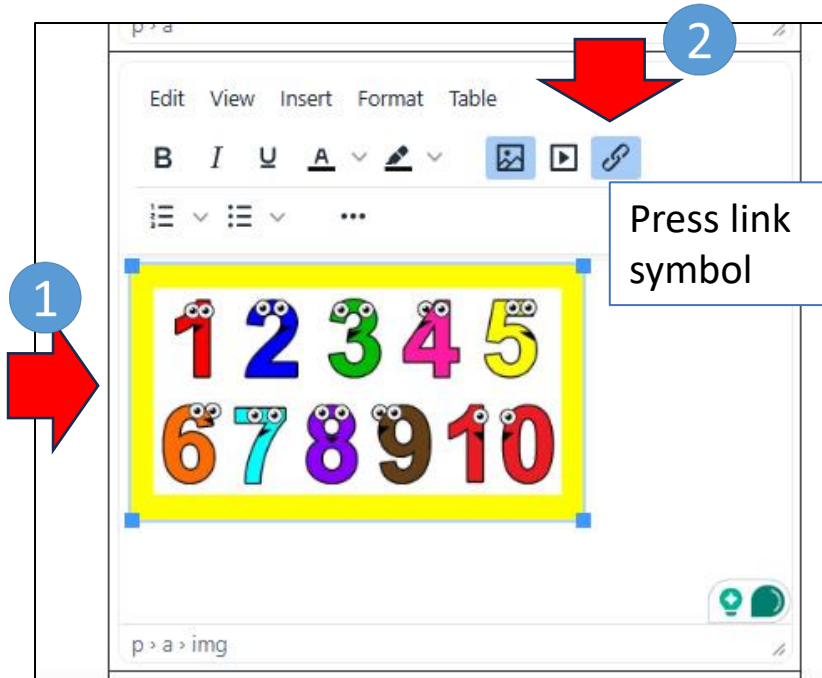 p › a
2
Edit View Insert Format Table
B I U A
Press link
symbol
1
1 2 3 4 5
6 7 8 9 10
p › a › img